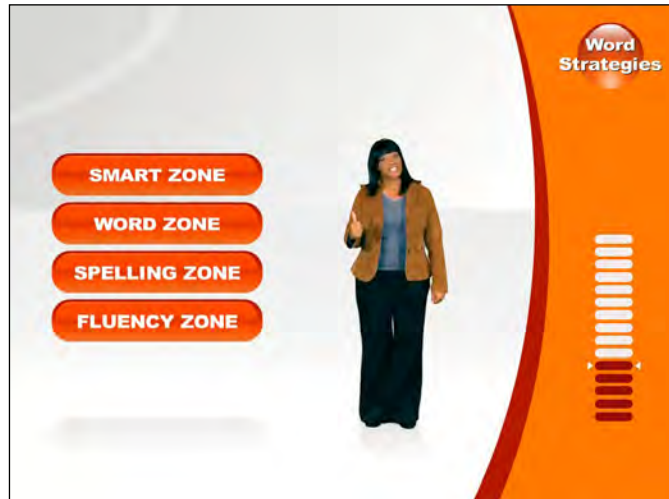 Word
Strategies
SMART ZONE
WORD ZONE
SPELLING ZONE
FLUENCY ZONE